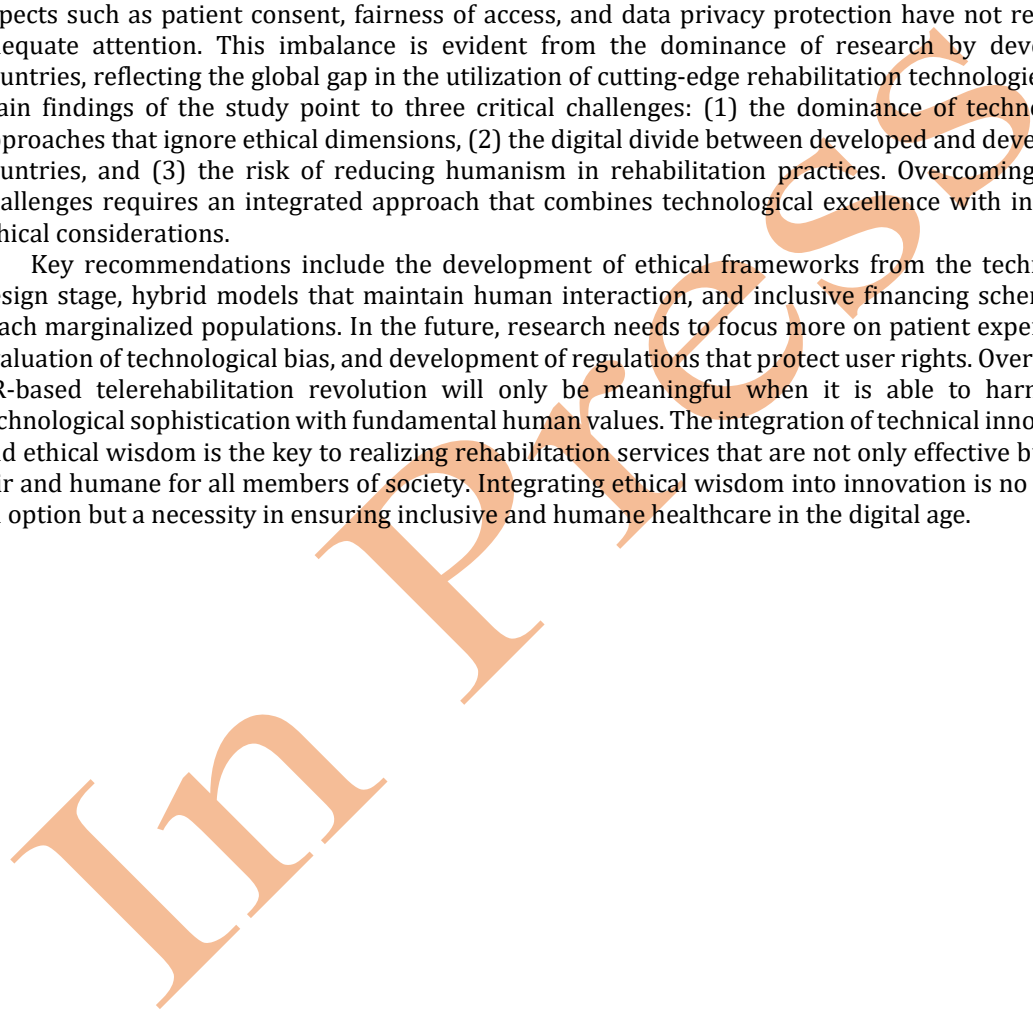 pects such as patient consent, fairness of access, and data privacy protection have not re
equate attention. This imbalance is evident from the dominance of research by deve
untries, reflecting the global gap in the utilization of cutting-edge rehabilitation technologie
ain findings of the study point to three critical challenges: (1) the dominance of techno
proaches that ignore ethical dimensions, (2) the digital divide between developed and deve
untries, and (3) the risk of reducing humanism in rehabilitation practices. Overcoming
allenges requires an integrated approach that combines technological excellence with in
hical considerations.
Key recommendations include the development of ethical frameworks from the techn
esign stage, hybrid models that maintain human interaction, and inclusive financing schem
ach marginalized populations. In the future, research needs to focus more on patient exper
valuation of technological bias, and development of regulations that protect user rights. Over
R-based telerehabilitation revolution will only be meaningful when it is able to harm
chnological sophistication with fundamental human values. The integration of technical inno
d ethical wisdom is the key to realizing rehabilitation services that are not only effective bu
ir and humane for all members of society. Integrating ethical wisdom into innovation is no
option but a necessity in ensuring inclusive and humane healthcare in the digital age.
In Press